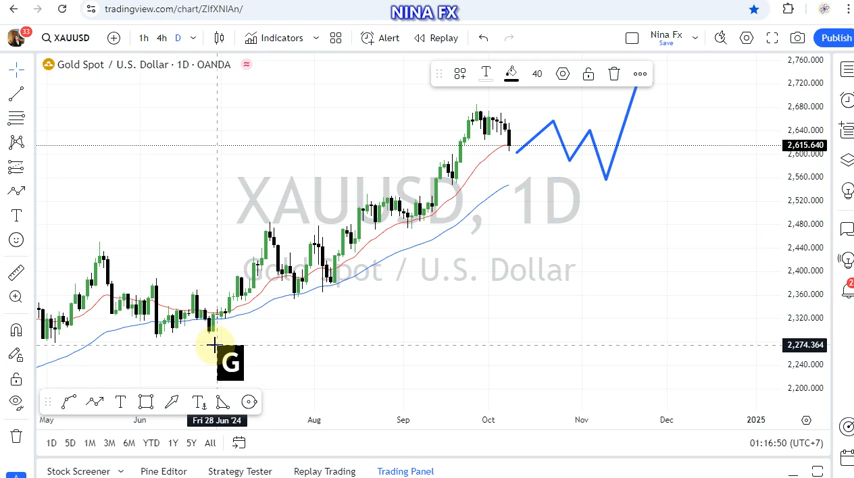 NINA FX
tradingview.com/chart/ZIfXNIAn/
33
XAUUSD
1h 4h D
Indicators
Alert
Replay
Nina Fx
Save
Publish
Gold Spot / U.S. Dollar · 1D · OANDA
40
2,760.000
2,720.000
2,680.000
2,640.000
2,615.640
2,600.000
2,560.000
2,520.000
2,480.000
2,440.000
2,400.000
2,360.000
2,320.000
2,274.364
2,240.000
2,200.000
XAUUSD, 1D
Gold Spot / U.S. Dollar
G
T
May Jun Fri 28 Jun '24 Aug Sep Oct Nov Dec 2025
1D 5D 1M 3M 6M YTD 1Y 5Y All
01:16:50 (UTC+7)
Stock Screener Pine Editor Strategy Tester Replay Trading Trading Panel